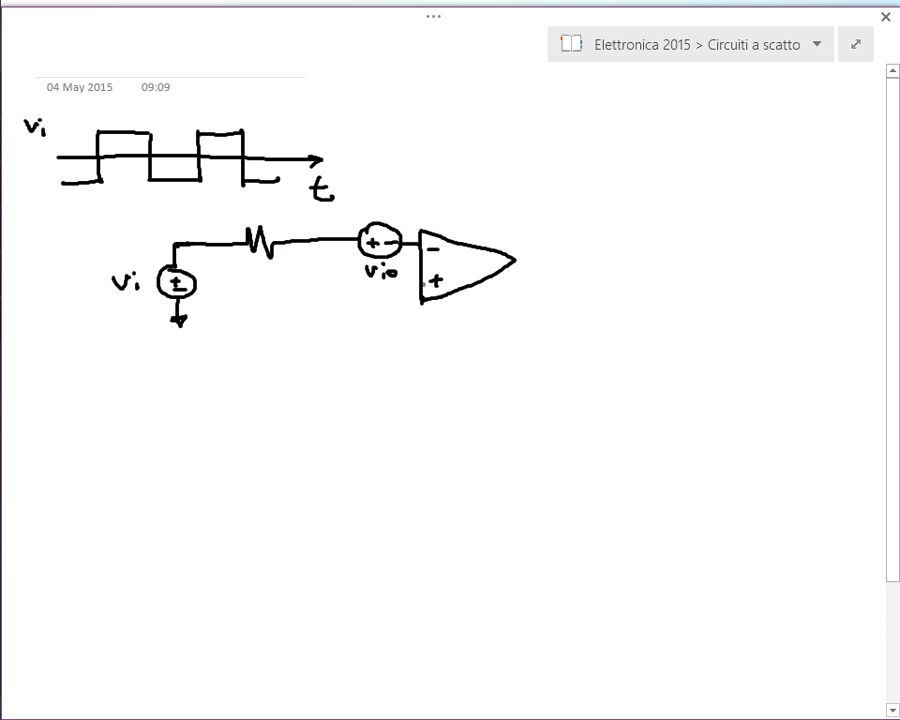 Elettronica 2015 > Circuiti a scatto
04 May 2015 09:09
Vi
t
+ -
Vio
-
Vi
±
+